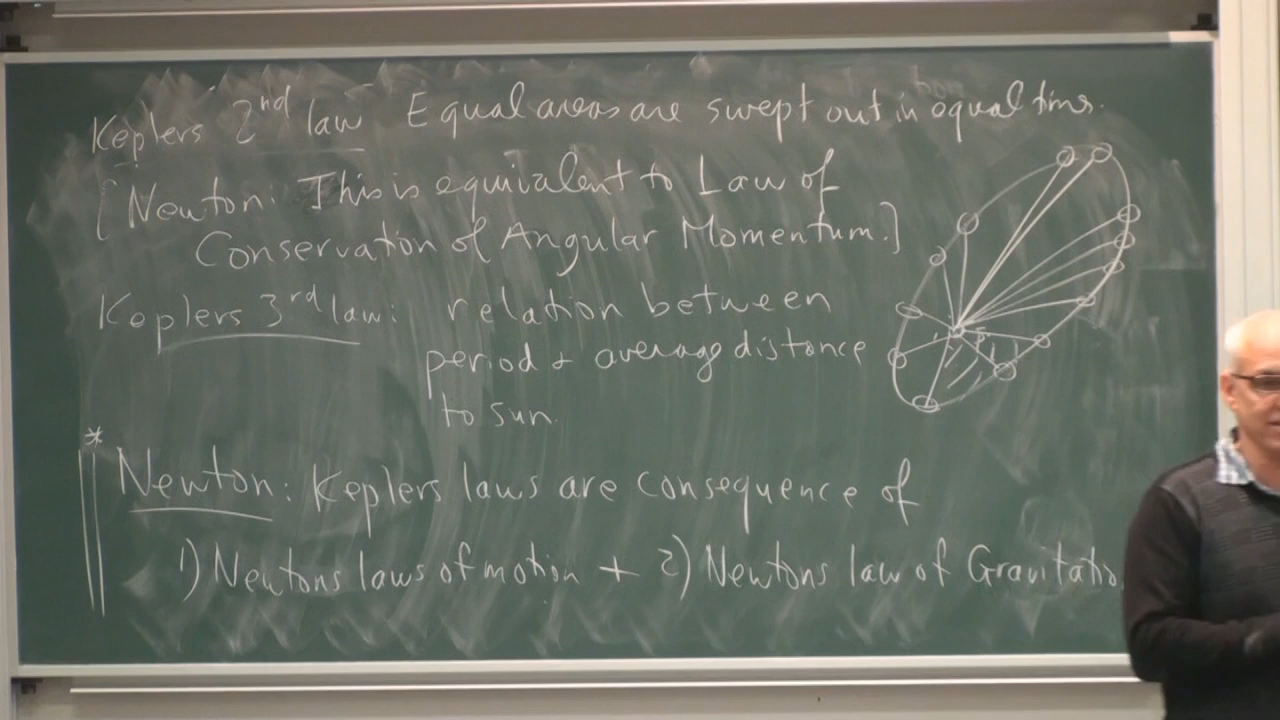 Keplers 2nd law Equal areas are swept out in equal tims.
[Newton: This is equivalent to Law of
Conservation of Angular Momentum.]
Keplers 3rd law: relation between
period + average distance
to sun.
* Newton: Keplers laws are consequence of
1) Newtons laws of motion + 2) Newtons law of Gravitatio